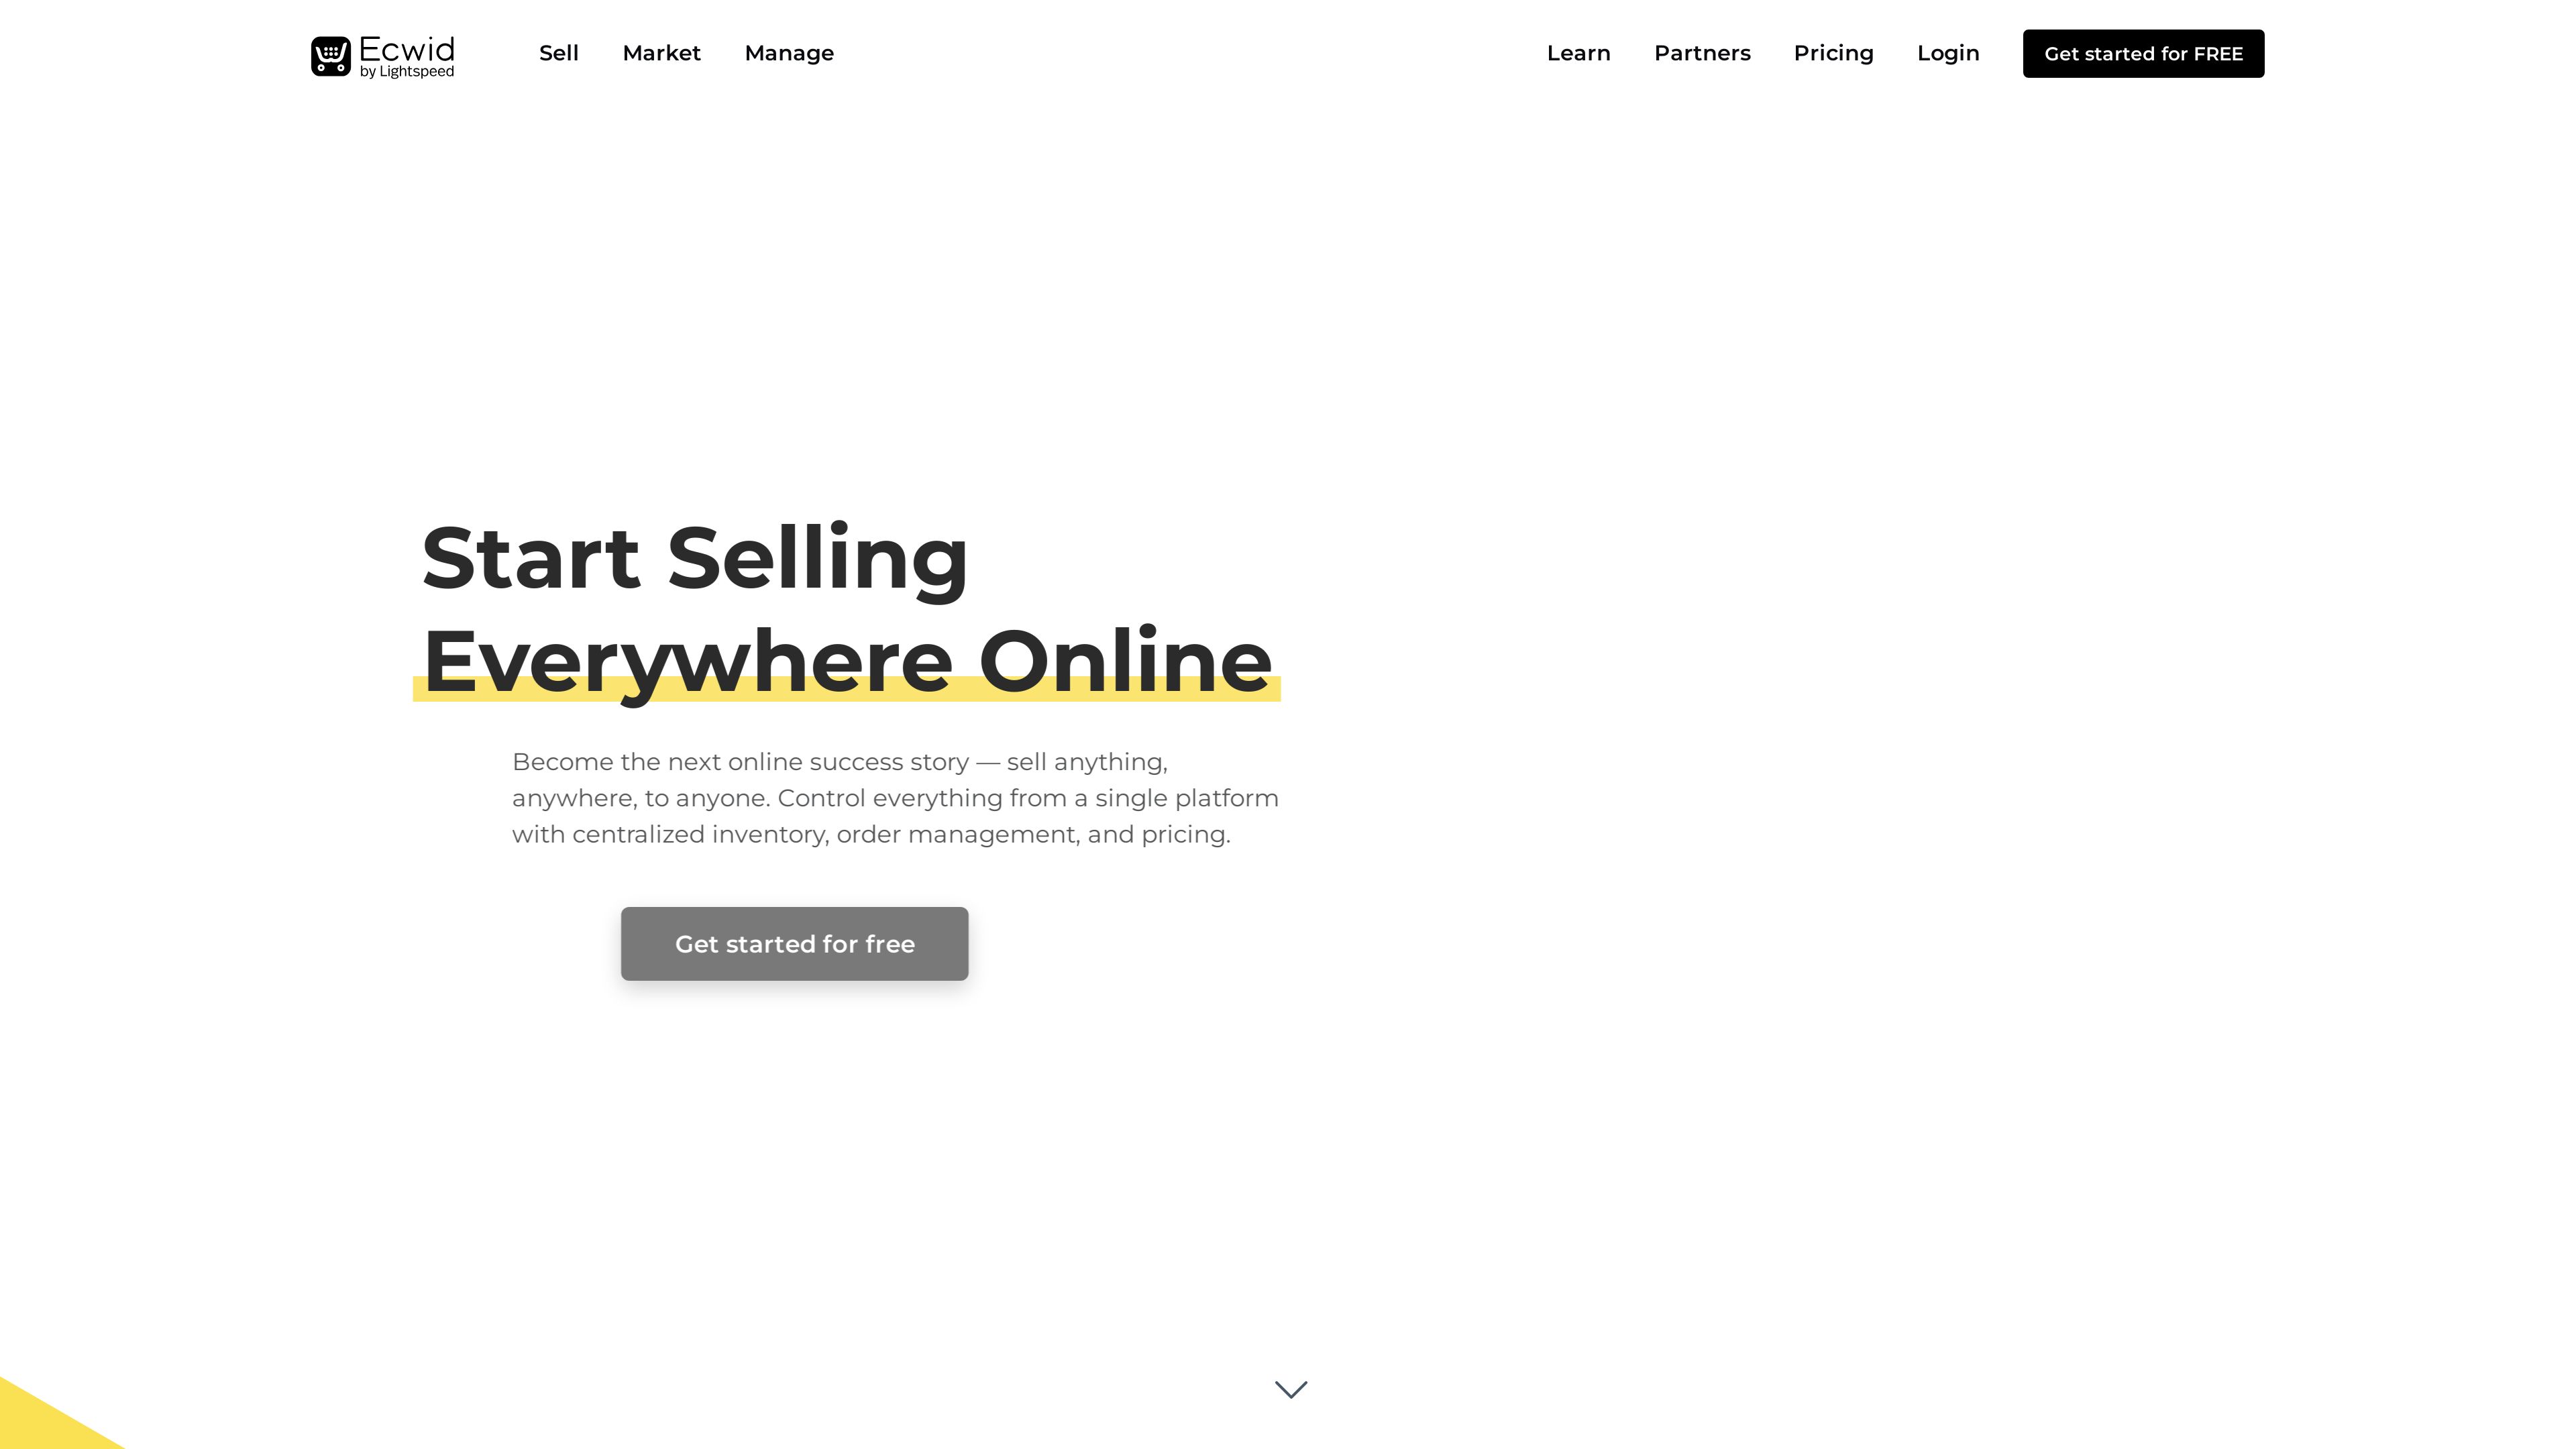 Ecwid
by Lightspeed
Sell
Market
Manage
Learn
Partners
Pricing
Login
Get started for FREE
Start Selling
Everywhere Online
Become the next online success story — sell anything,
anywhere, to anyone. Control everything from a single platform
with centralized inventory, order management, and pricing.
Get started for free